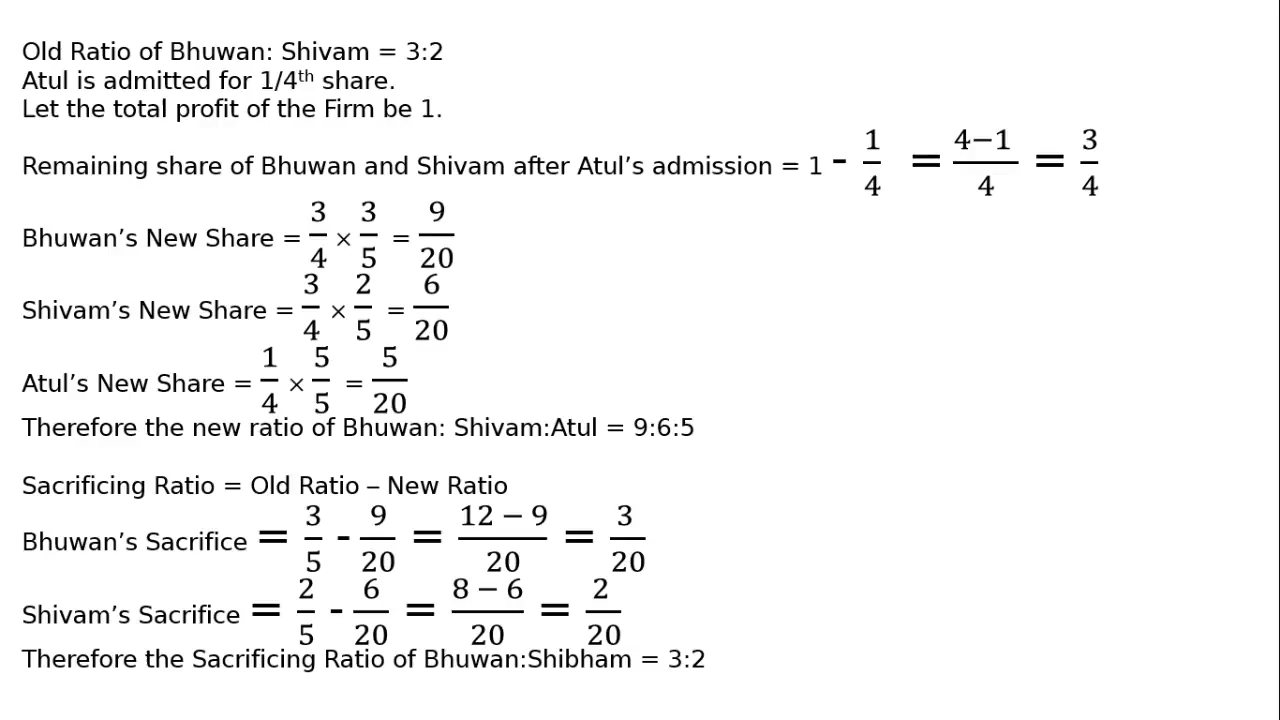 Old Ratio of Bhuwan: Shivam = 3:2
Atul is admitted for 1/4th share.
Let the total profit of the Firm be 1.
Remaining share of Bhuwan and Shivam after Atul’s admission = 1 - 1/4 = 4−1/4 = 3/4
Bhuwan’s New Share = 3/4 × 3/5 = 9/20
Shivam’s New Share = 3/4 × 2/5 = 6/20
Atul’s New Share = 1/4 × 5/5 = 5/20
Therefore the new ratio of Bhuwan: Shivam:Atul = 9:6:5
Sacrificing Ratio = Old Ratio – New Ratio
Bhuwan’s Sacrifice = 3/5 - 9/20 = 12 − 9/20 = 3/20
Shivam’s Sacrifice = 2/5 - 6/20 = 8 − 6/20 = 2/20
Therefore the Sacrificing Ratio of Bhuwan:Shibham = 3:2